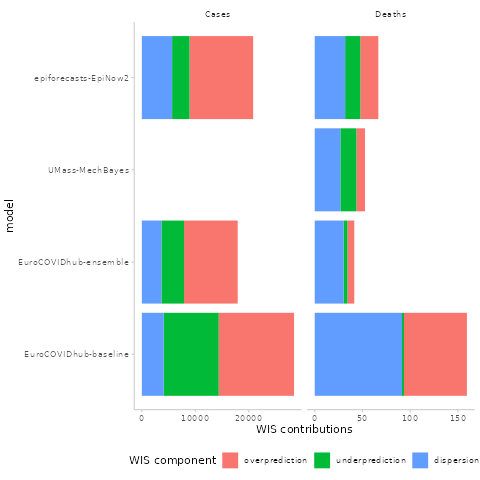 Cases Deaths
epiforecasts-EpiNow2
UMass-MechBayes
EuroCOVIDhub-ensemble
EuroCOVIDhub-baseline
model
0 10000 20000 0 50 100 150
WIS contributions
WIS component overprediction underprediction dispersion